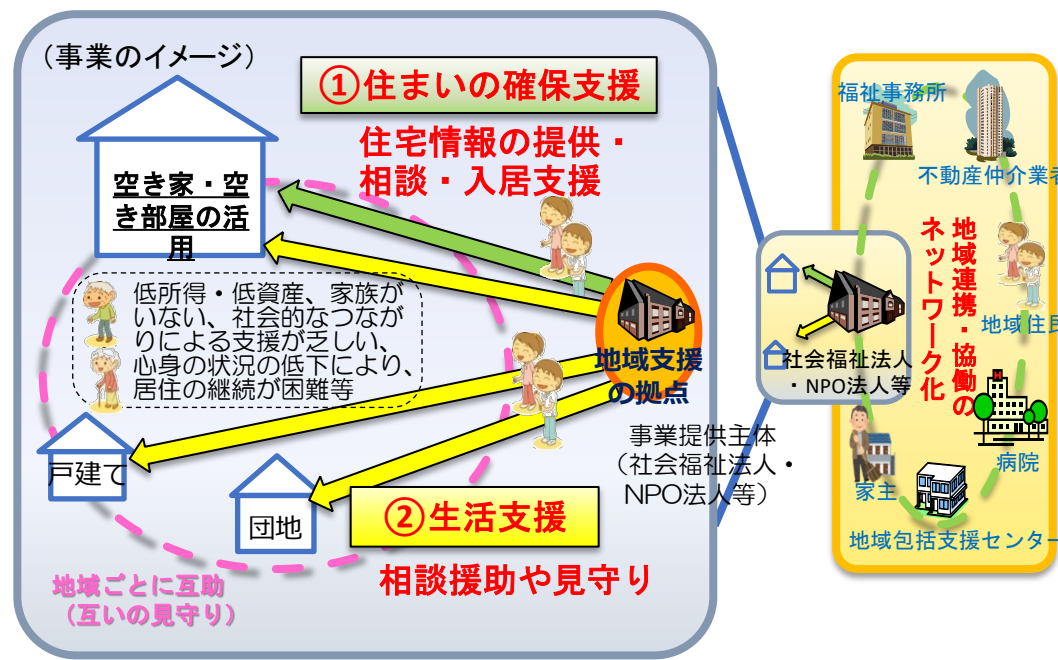 （事業のイメージ）
①住まいの確保支援
住宅情報の提供・
相談・入居支援
空き家・空
き部屋の活
用
低所得・低資産、家族が
いない、社会的なつなが
りによる支援が乏しい、
心身の状況の低下により、
居住の継続が困難等
地域支援
の拠点
事業提供主体
（社会福祉法人・
NPO法人等）
戸建て
団地
②生活支援
相談援助や見守り
地域ごとに互助
（互いの見守り）
福祉事務所
不動産仲介業者
地域連携・協働の
ネットワーク化
地域住民
社会福祉法人
・NPO法人等
病院
家主
地域包括支援センター
H